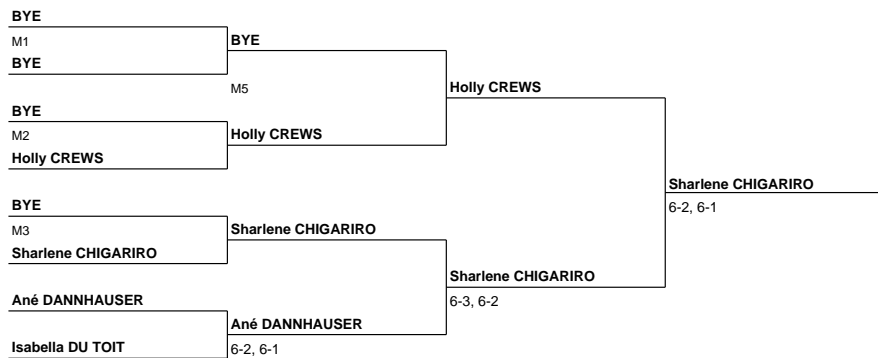 BYE
M1
BYE
BYE
M5
BYE
M2
Holly CREWS
Holly CREWS
Holly CREWS
BYE
M3
Sharlene CHIGARIRO
Sharlene CHIGARIRO
Ané DANNHAUSER
Isabella DU TOIT
Ané DANNHAUSER
6-2, 6-1
Sharlene CHIGARIRO
6-3, 6-2
Sharlene CHIGARIRO
6-2, 6-1